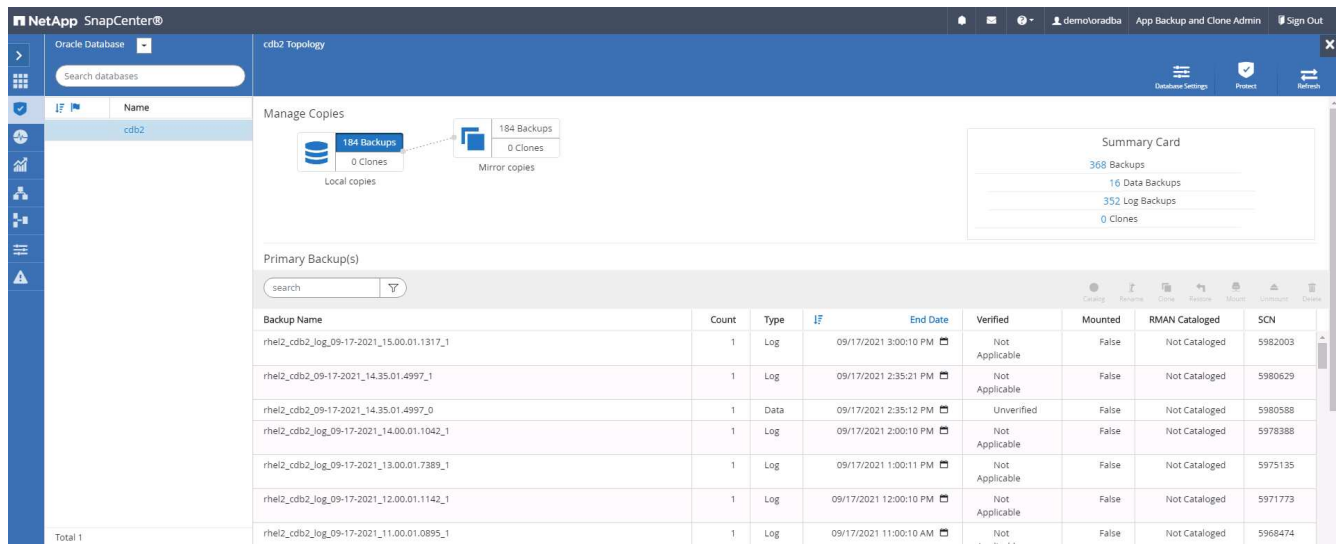 NetApp SnapCenter®
demo\oradba App Backup and Clone Admin Sign Out
Oracle Database
Search databases
Name
cdb2
Total 1
cdb2 Topology
Database Settings Protect Refresh
Manage Copies
184 Backups
0 Clones
Local copies
184 Backups
0 Clones
Mirror copies
Summary Card
368 Backups
16 Data Backups
352 Log Backups
0 Clones
Primary Backup(s)
search
Catalog Rename Clone Restore Mount Unmount Delete
Backup Name Count Type End Date Verified Mounted RMAN Cataloged SCN
rhel2_cdb2_log_09-17-2021_15.00.01.1317_1 1 Log 09/17/2021 3:00:10 PM Not Applicable False Not Cataloged 5982003
rhel2_cdb2_09-17-2021_14.35.01.4997_1 1 Log 09/17/2021 2:35:21 PM Not Applicable False Not Cataloged 5980629
rhel2_cdb2_09-17-2021_14.35.01.4997_0 1 Data 09/17/2021 2:35:12 PM Unverified False Not Cataloged 5980588
rhel2_cdb2_log_09-17-2021_14.00.01.1042_1 1 Log 09/17/2021 2:00:10 PM Not Applicable False Not Cataloged 5978388
rhel2_cdb2_log_09-17-2021_13.00.01.7389_1 1 Log 09/17/2021 1:00:11 PM Not Applicable False Not Cataloged 5975135
rhel2_cdb2_log_09-17-2021_12.00.01.1142_1 1 Log 09/17/2021 12:00:10 PM Not Applicable False Not Cataloged 5971773
rhel2_cdb2_log_09-17-2021_11.00.01.0895_1 1 Log 09/17/2021 11:00:10 AM Not False Not Cataloged 5968474